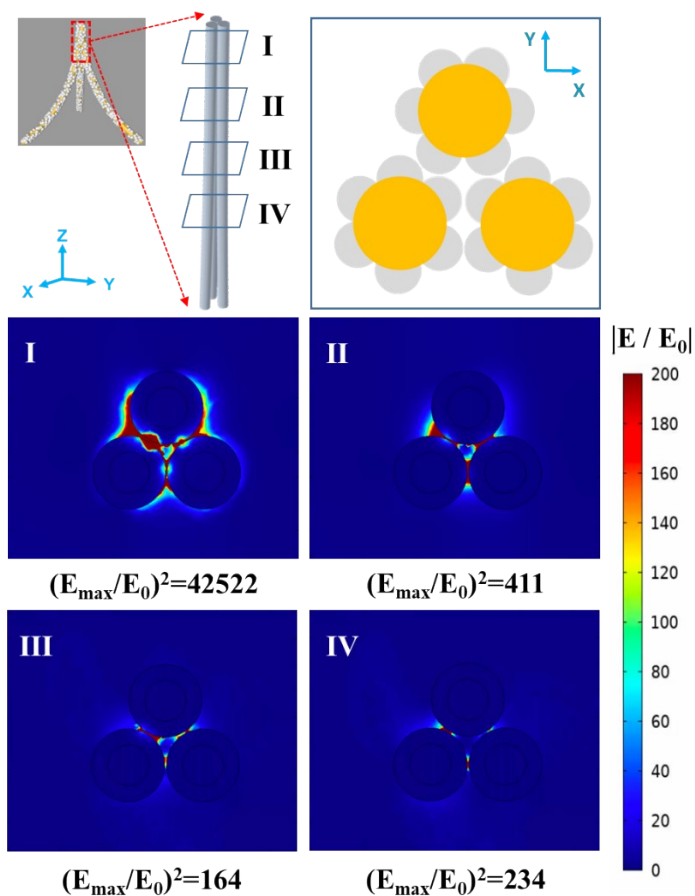 I
II
III
IV
Z
X
Y
Y
X
|E / E₀|
I
II
(Eₘₐₓ/E₀)²=42522
(Eₘₐₓ/E₀)²=411
III
IV
(Eₘₐₓ/E₀)²=164
(Eₘₐₓ/E₀)²=234
200
180
160
140
120
100
80
60
40
20
0